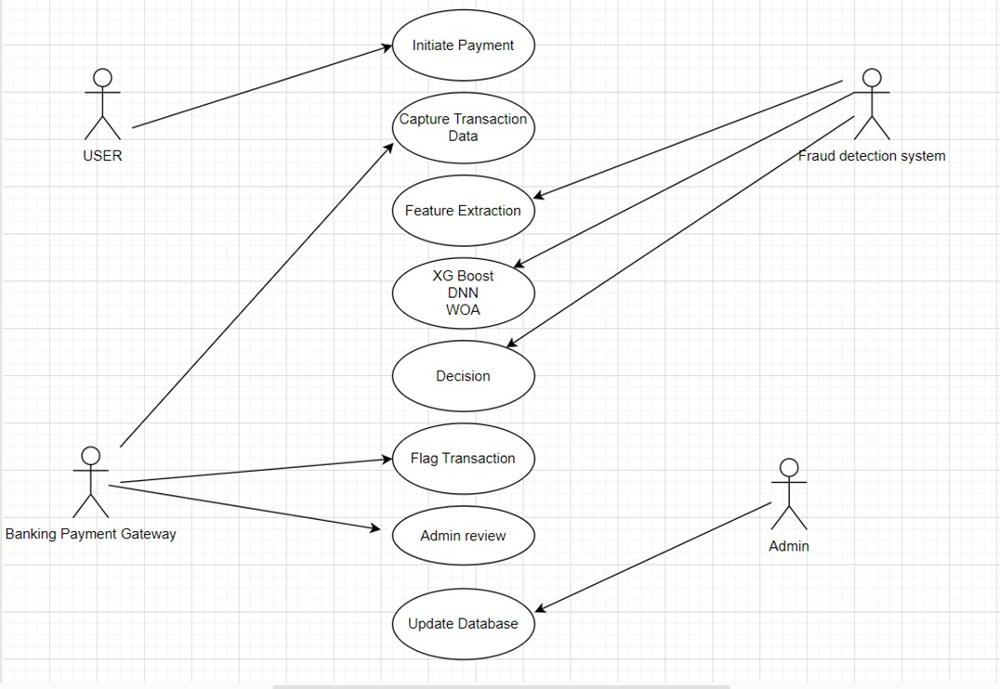 Initiate Payment
Capture Transaction
Data
USER
Fraud detection system
Feature Extraction
XG Boost
DNN
WOA
Decision
Flag Transaction
Banking Payment Gateway
Admin review
Admin
Update Database